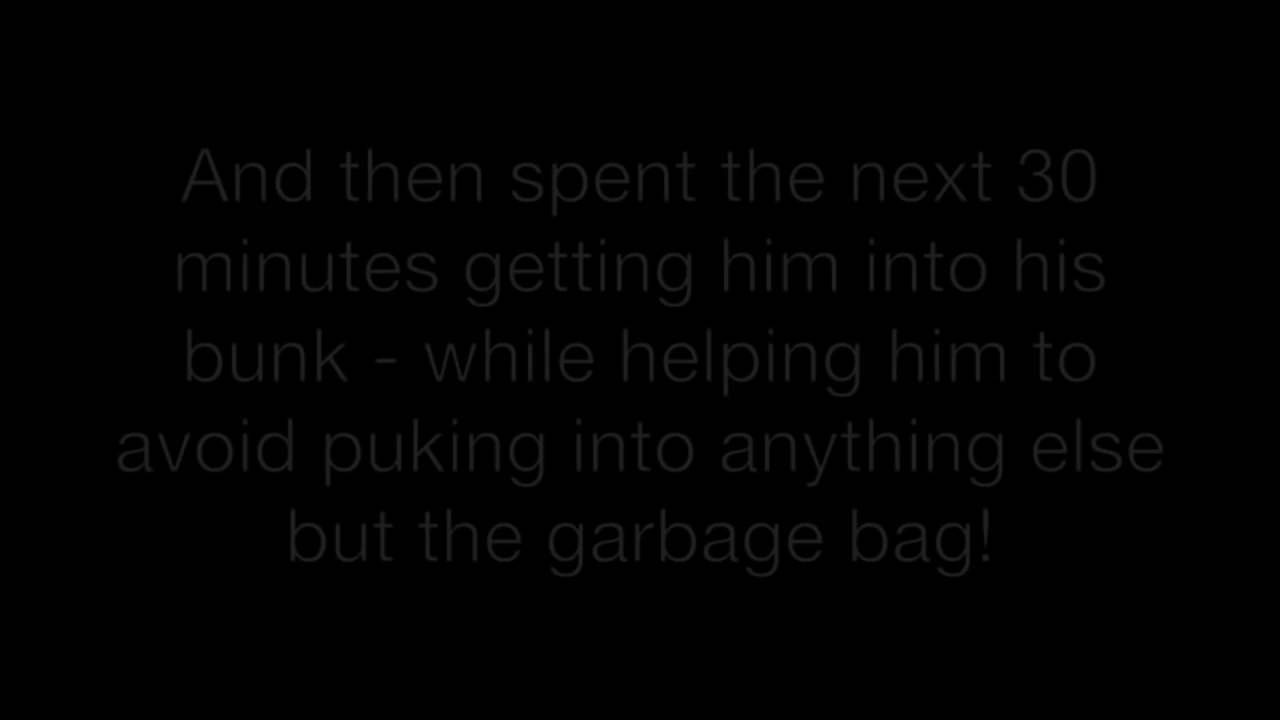 And then spent the next 30
minutes getting him into his
bunk - while helping him to
avoid puking into anything else
but the garbage bag!